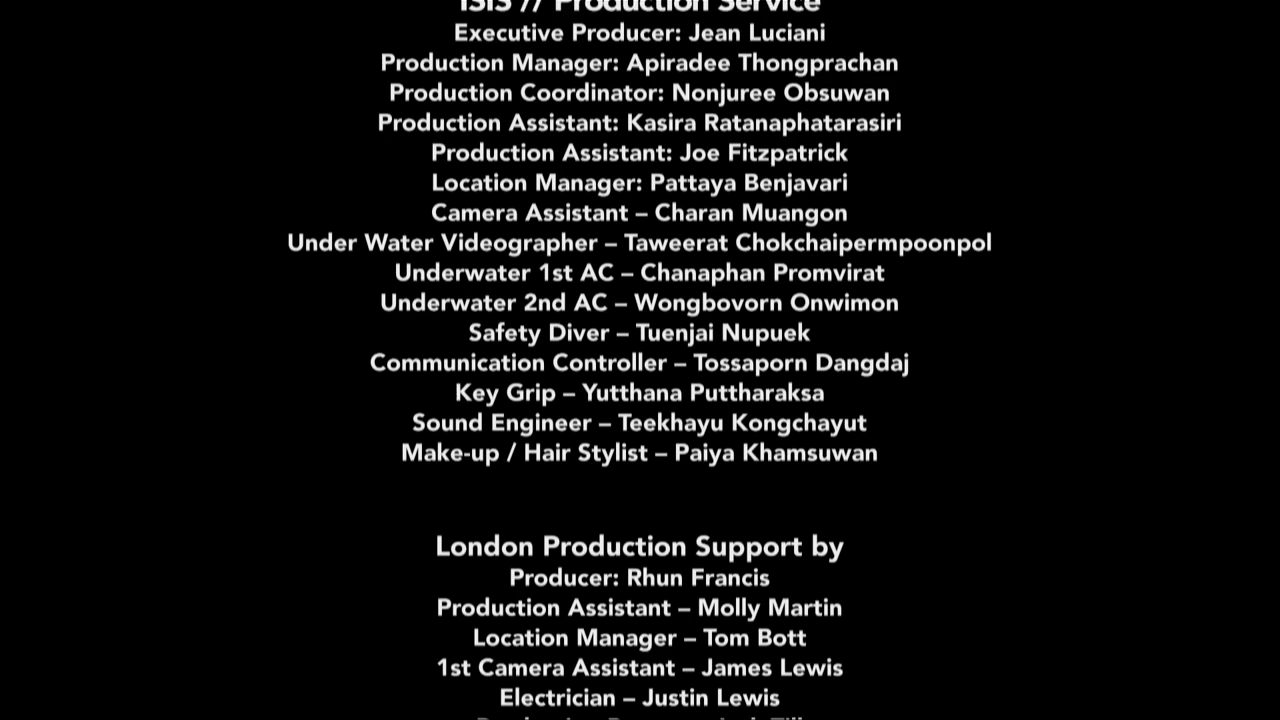 ISIS // Production Service
Executive Producer: Jean Luciani
Production Manager: Apiradee Thongprachan
Production Coordinator: Nonjuree Obsuwan
Production Assistant: Kasira Ratanaphatarasiri
Production Assistant: Joe Fitzpatrick
Location Manager: Pattaya Benjavari
Camera Assistant – Charan Muangon
Under Water Videographer – Taweerat Chokchaipermpoonpol
Underwater 1st AC – Chanaphan Promvirat
Underwater 2nd AC – Wongbovorn Onwimon
Safety Diver – Tuenjai Nupuek
Communication Controller – Tossaporn Dangdaj
Key Grip – Yutthana Puttharaksa
Sound Engineer – Teekhayu Kongchayut
Make-up / Hair Stylist – Paiya Khamsuwan
London Production Support by
Producer: Rhun Francis
Production Assistant – Molly Martin
Location Manager – Tom Bott
1st Camera Assistant – James Lewis
Electrician – Justin Lewis